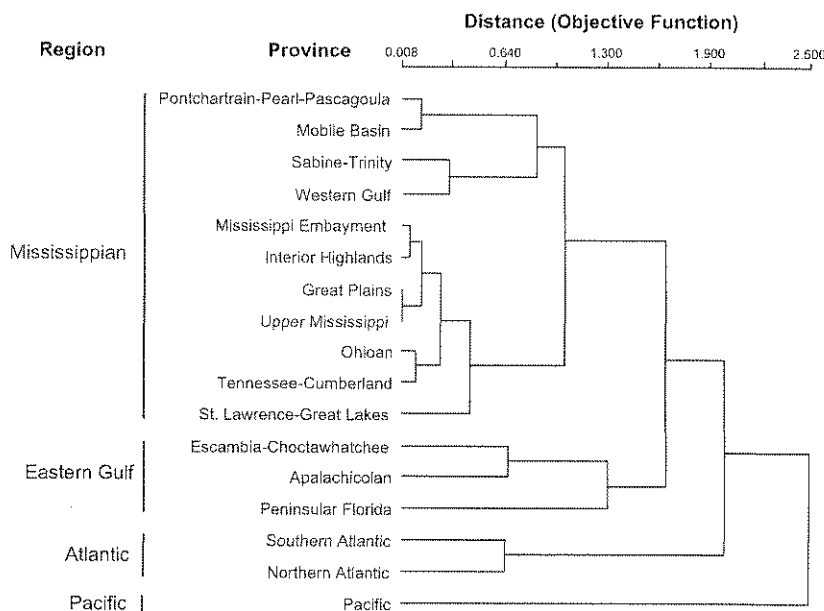 Distance (Objective Function)
Region Province 0.008 0.640 1.300 1.900 2.500
Pontchartrain-Pearl-Pascagoula
Mobile Basin
Sabine-Trinity
Western Gulf
Mississippi Embayment
Mississippian
Interior Highlands
Great Plains
Upper Mississippi
Ohioan
Tennessee-Cumberland
St. Lawrence-Great Lakes
Escambia-Choctawhatchee
Eastern Gulf
Apalachicolan
Peninsular Florida
Southern Atlantic
Atlantic
Northern Atlantic
Pacific Pacific